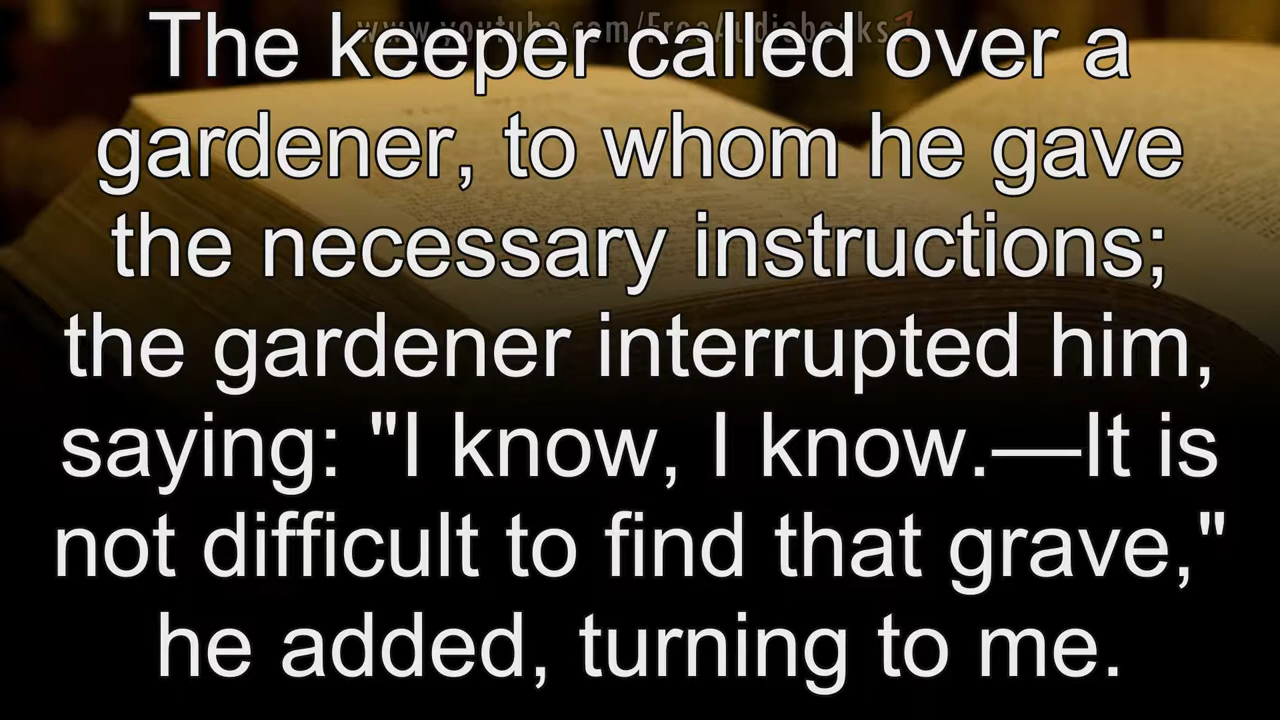 www.youtube.com/FreeAudiobooks
The keeper called over a
gardener, to whom he gave
the necessary instructions;
the gardener interrupted him,
saying: "I know, I know.—It is
not difficult to find that grave,"
he added, turning to me.